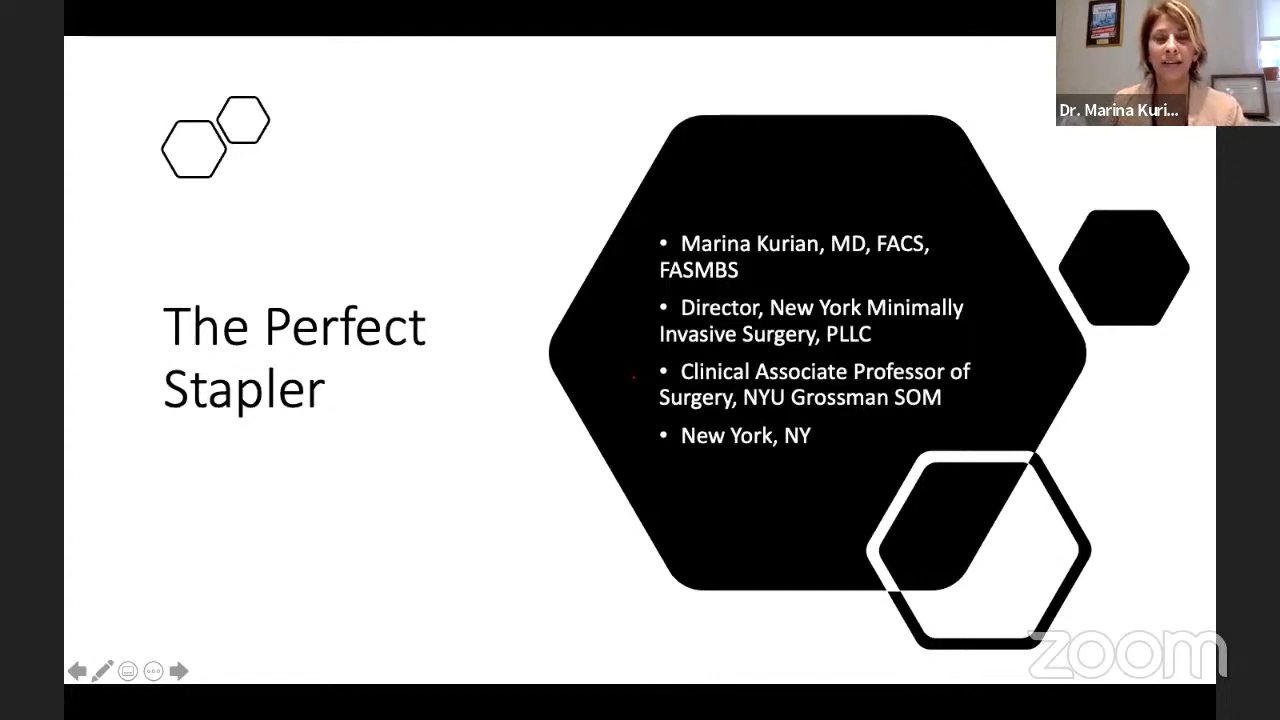 Dr. Marina Kuri...
The Perfect
Stapler
• Marina Kurian, MD, FACS,
FASMBS
• Director, New York Minimally
Invasive Surgery, PLLC
• Clinical Associate Professor of
Surgery, NYU Grossman SOM
• New York, NY
zoom